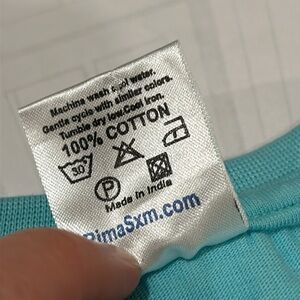 Machine wash cool water.
Gentle cycle with similar colors.
Tumble dry low/Cool iron.
100% COTTON
30
P
Made in India
PimaSxm.com